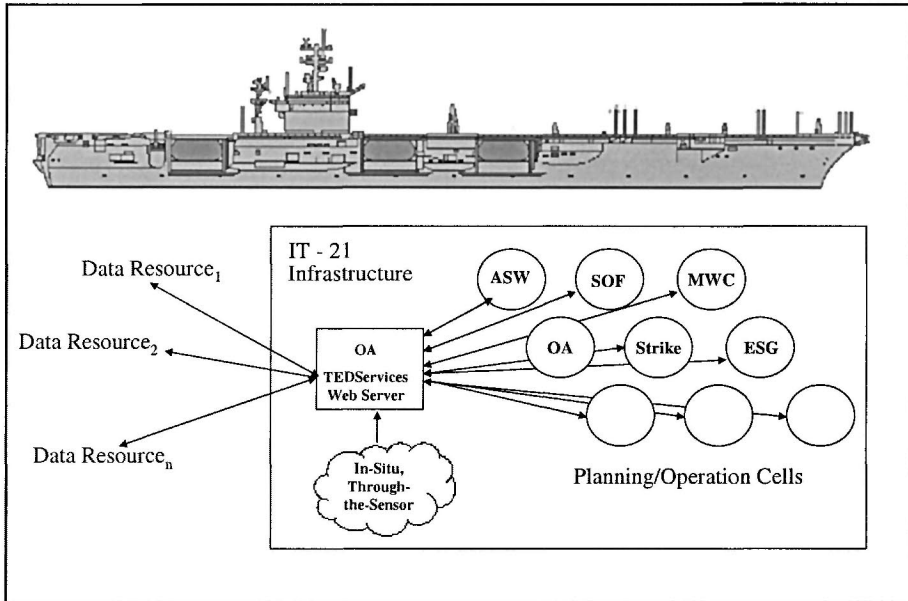 IT - 21
Infrastructure
Data Resource₁
Data Resource₂
Data Resourceₙ
ASW
SOF
MWC
OA
Strike
ESG
OA
TEDServices
Web Server
In-Situ,
Through-
the-Sensor
Planning/Operation Cells